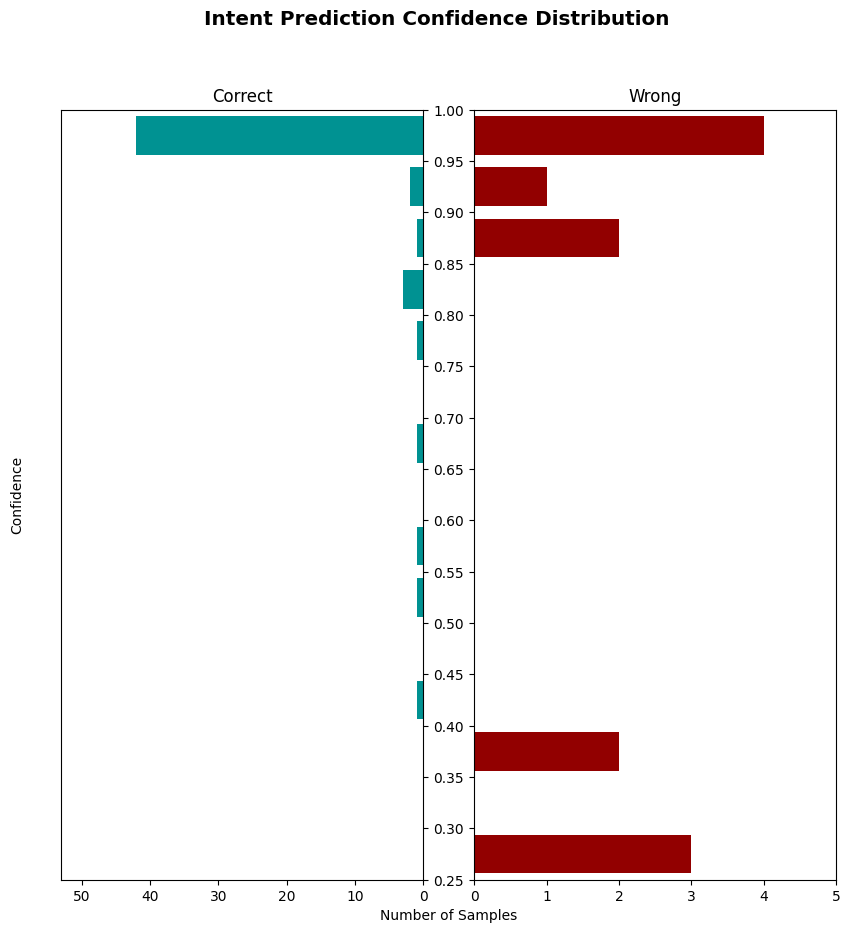 Intent Prediction Confidence Distribution
Correct
Wrong
Confidence
1.00
0.95
0.90
0.85
0.80
0.75
0.70
0.65
0.60
0.55
0.50
0.45
0.40
0.35
0.30
0.25
50 40 30 20 10 0
0 1 2 3 4 5
Number of Samples